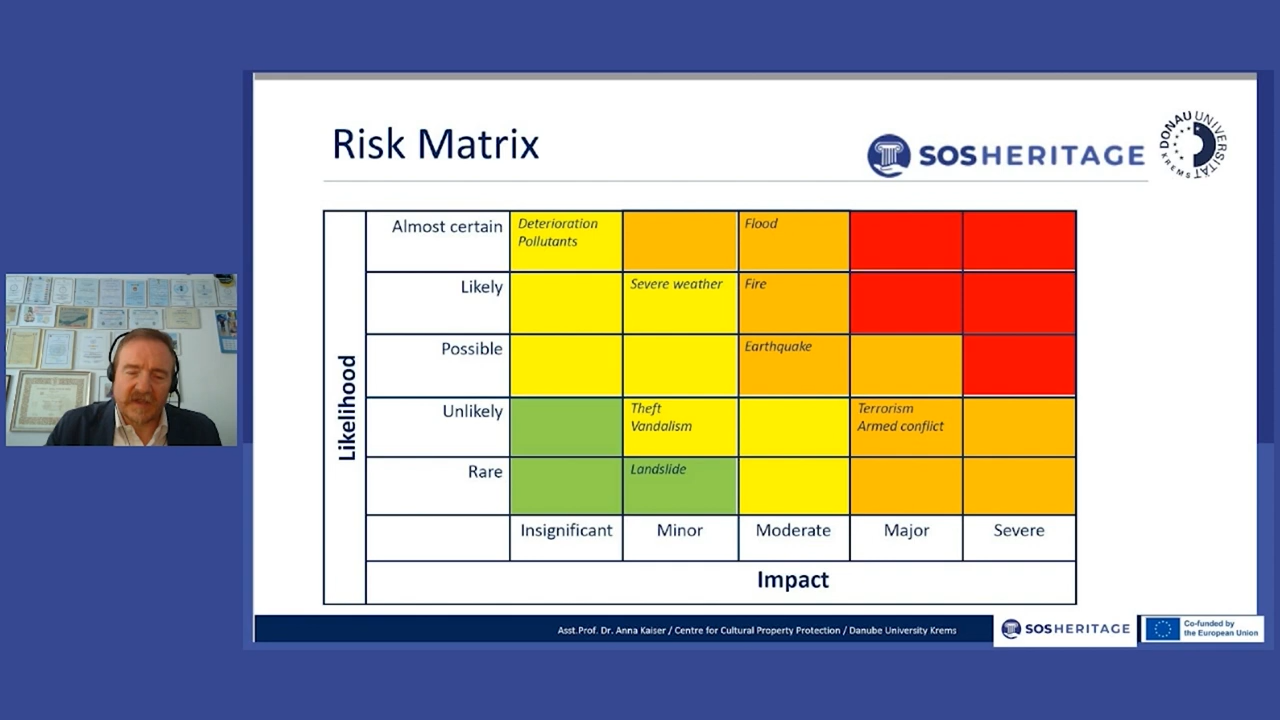 Risk Matrix
SOSHERITAGE
DONAU UNIVERSITÄT KREMS
Likelihood
Almost certain
Deterioration
Pollutants
Flood
Likely
Severe weather
Fire
Possible
Earthquake
Unlikely
Theft
Vandalism
Terrorism
Armed conflict
Rare
Landslide
Insignificant
Minor
Moderate
Major
Severe
Impact
Asst.Prof. Dr. Anna Kaiser / Centre for Cultural Property Protection / Danube University Krems
SOSHERITAGE
Co-funded by
the European Union